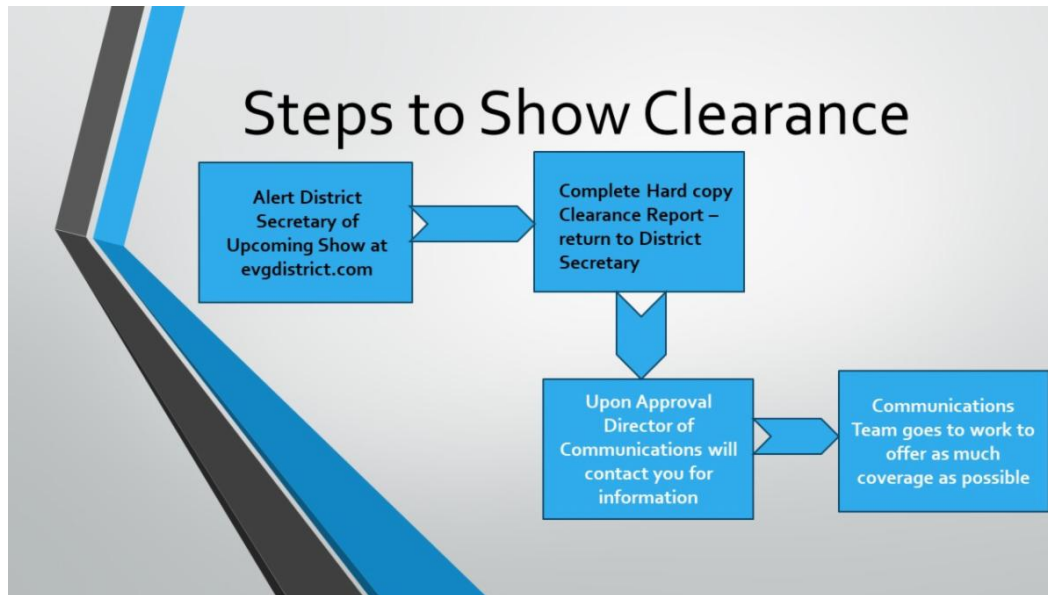 Steps to Show Clearance
Alert District
Secretary of
Upcoming Show at
evgdistrict.com
Complete Hard copy
Clearance Report –
return to District
Secretary
Upon Approval
Director of
Communications will
contact you for
information
Communications
Team goes to work to
offer as much
coverage as possible